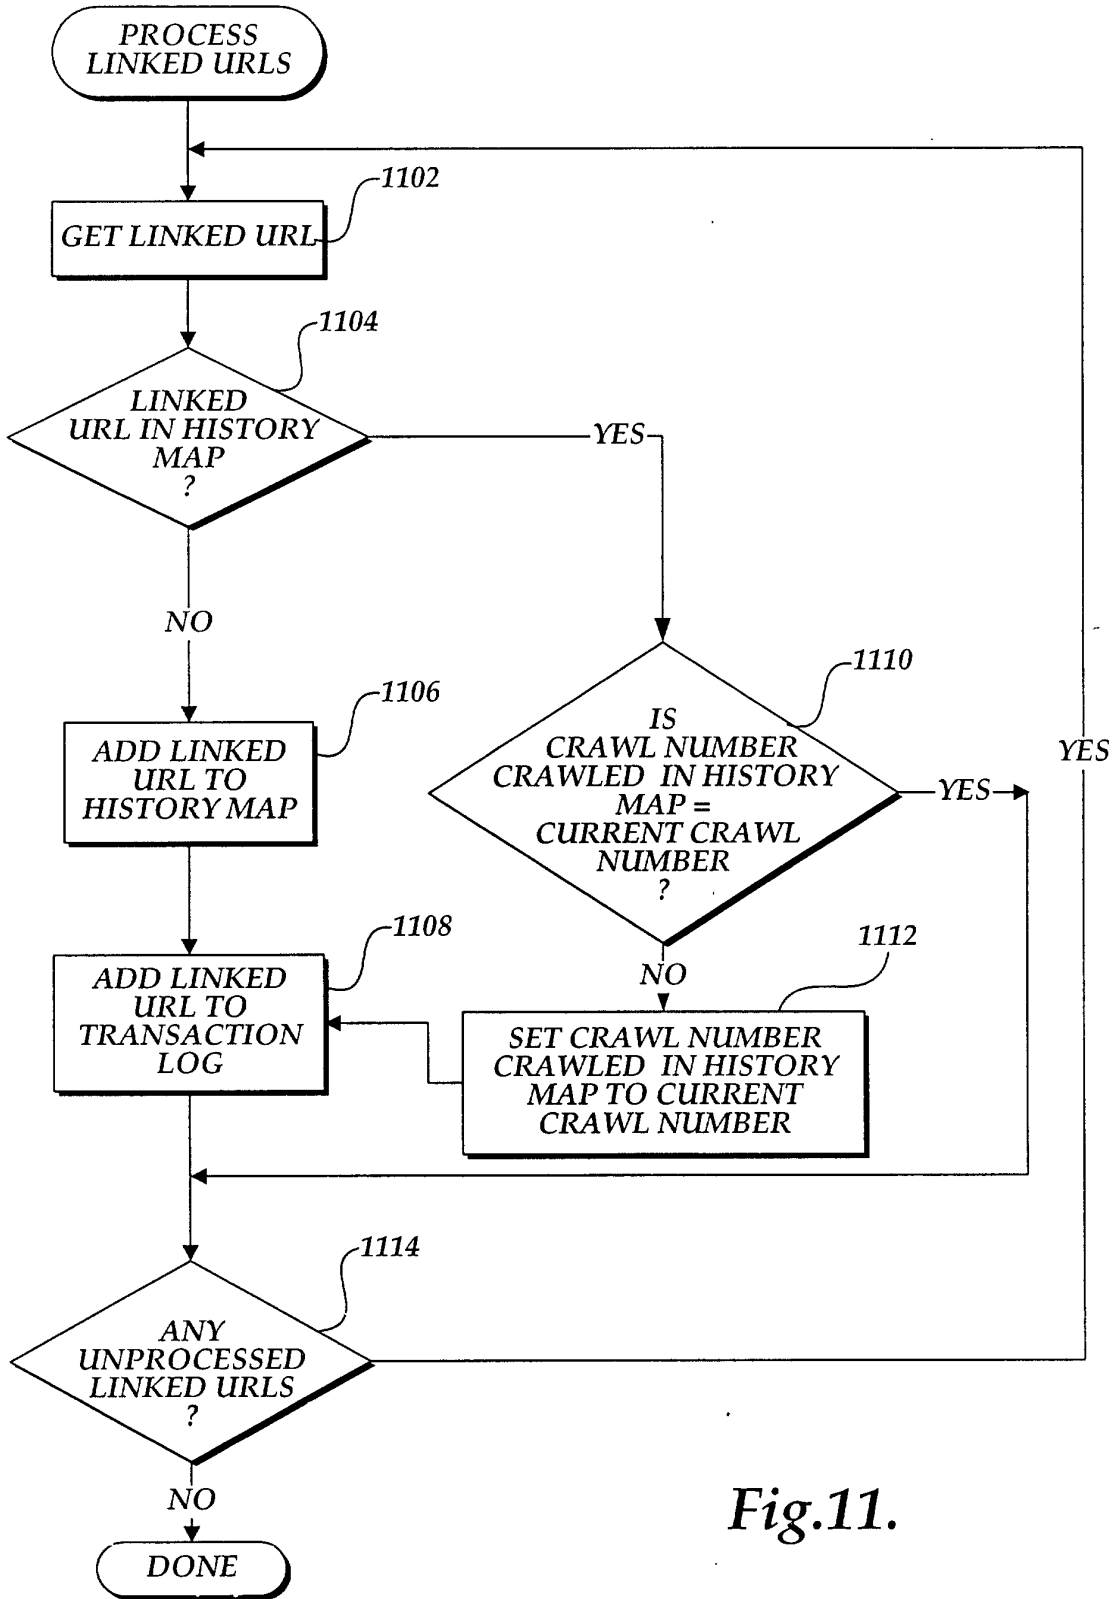 PROCESS
LINKED URLS
1102
GET LINKED URL
1104
LINKED
URL IN HISTORY
MAP
?
YES
NO
1106
ADD LINKED
URL TO
HISTORY MAP
1110
IS
CRAWL NUMBER
CRAWLED IN HISTORY
MAP =
CURRENT CRAWL
NUMBER
?
YES
YES
1108
ADD LINKED
URL TO
TRANSACTION
LOG
NO
1112
SET CRAWL NUMBER
CRAWLED IN HISTORY
MAP TO CURRENT
CRAWL NUMBER
1114
ANY
UNPROCESSED
LINKED URLS
?
NO
DONE
Fig.11.